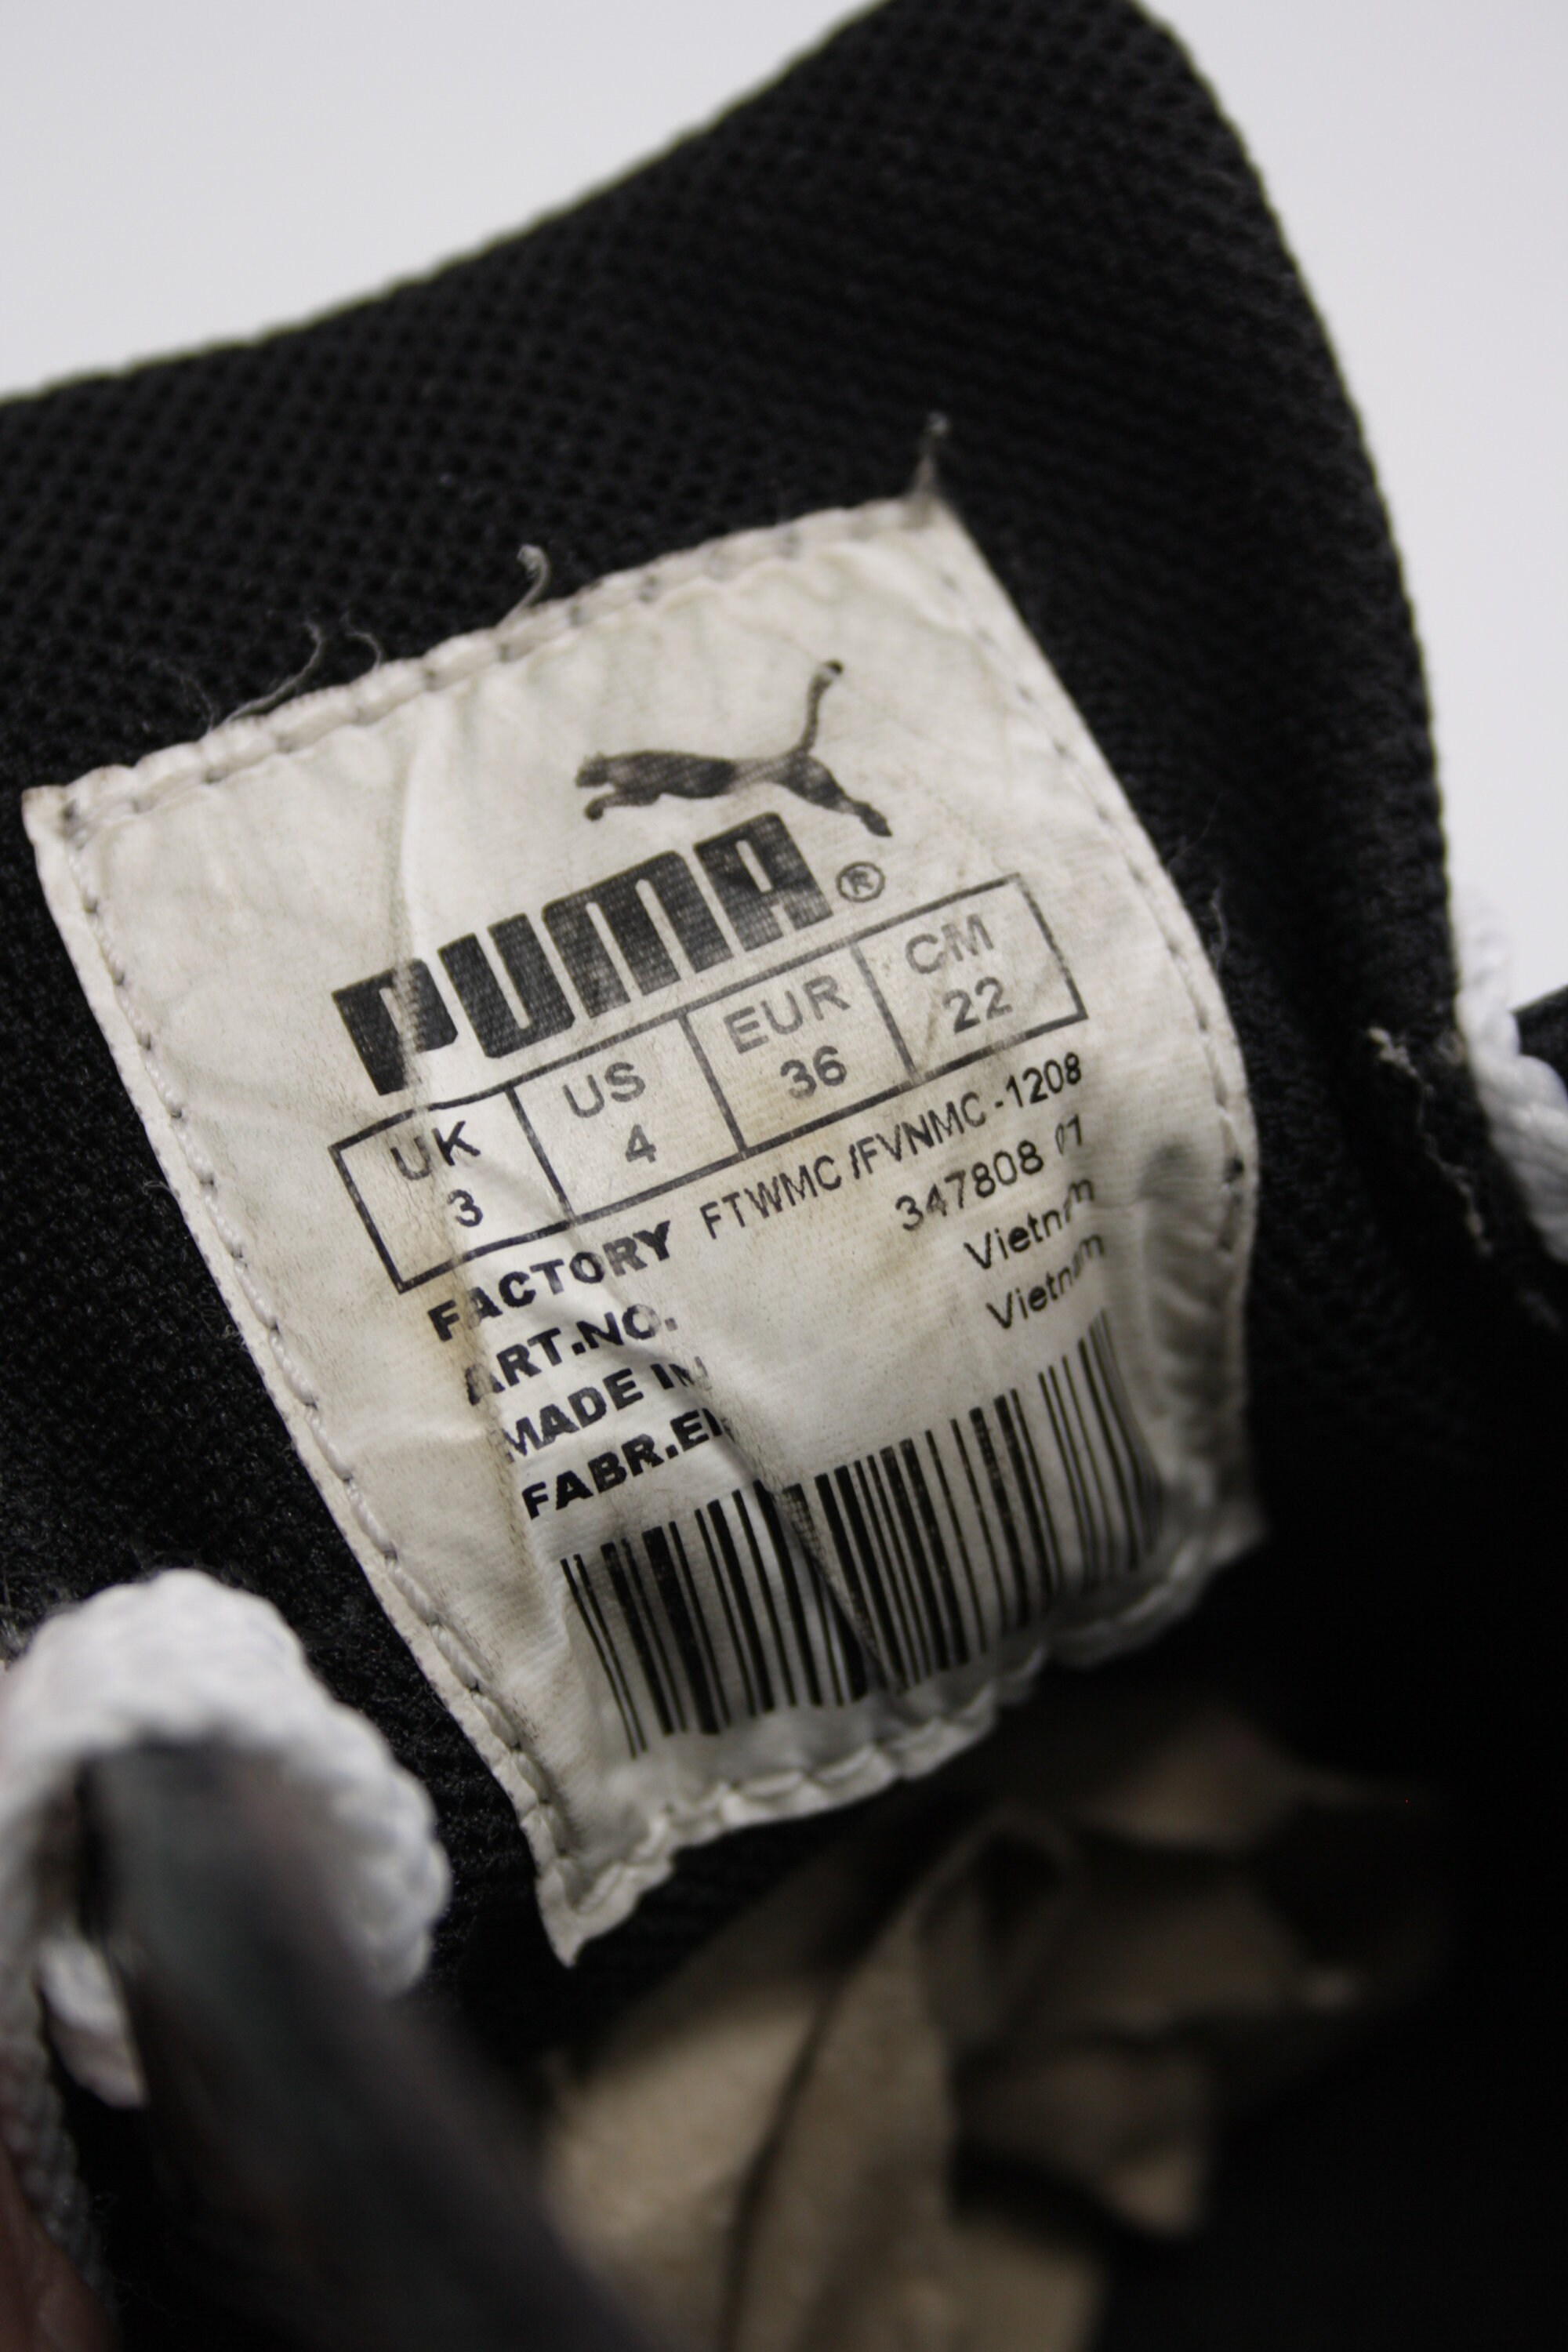 PUMA®
UK US EUR CM
3 4 36 22
FACTORY FTWMC /FVNMC -1208
ART.NO. 347808 01
MADE IN Vietnam
FABR.EN Vietnam